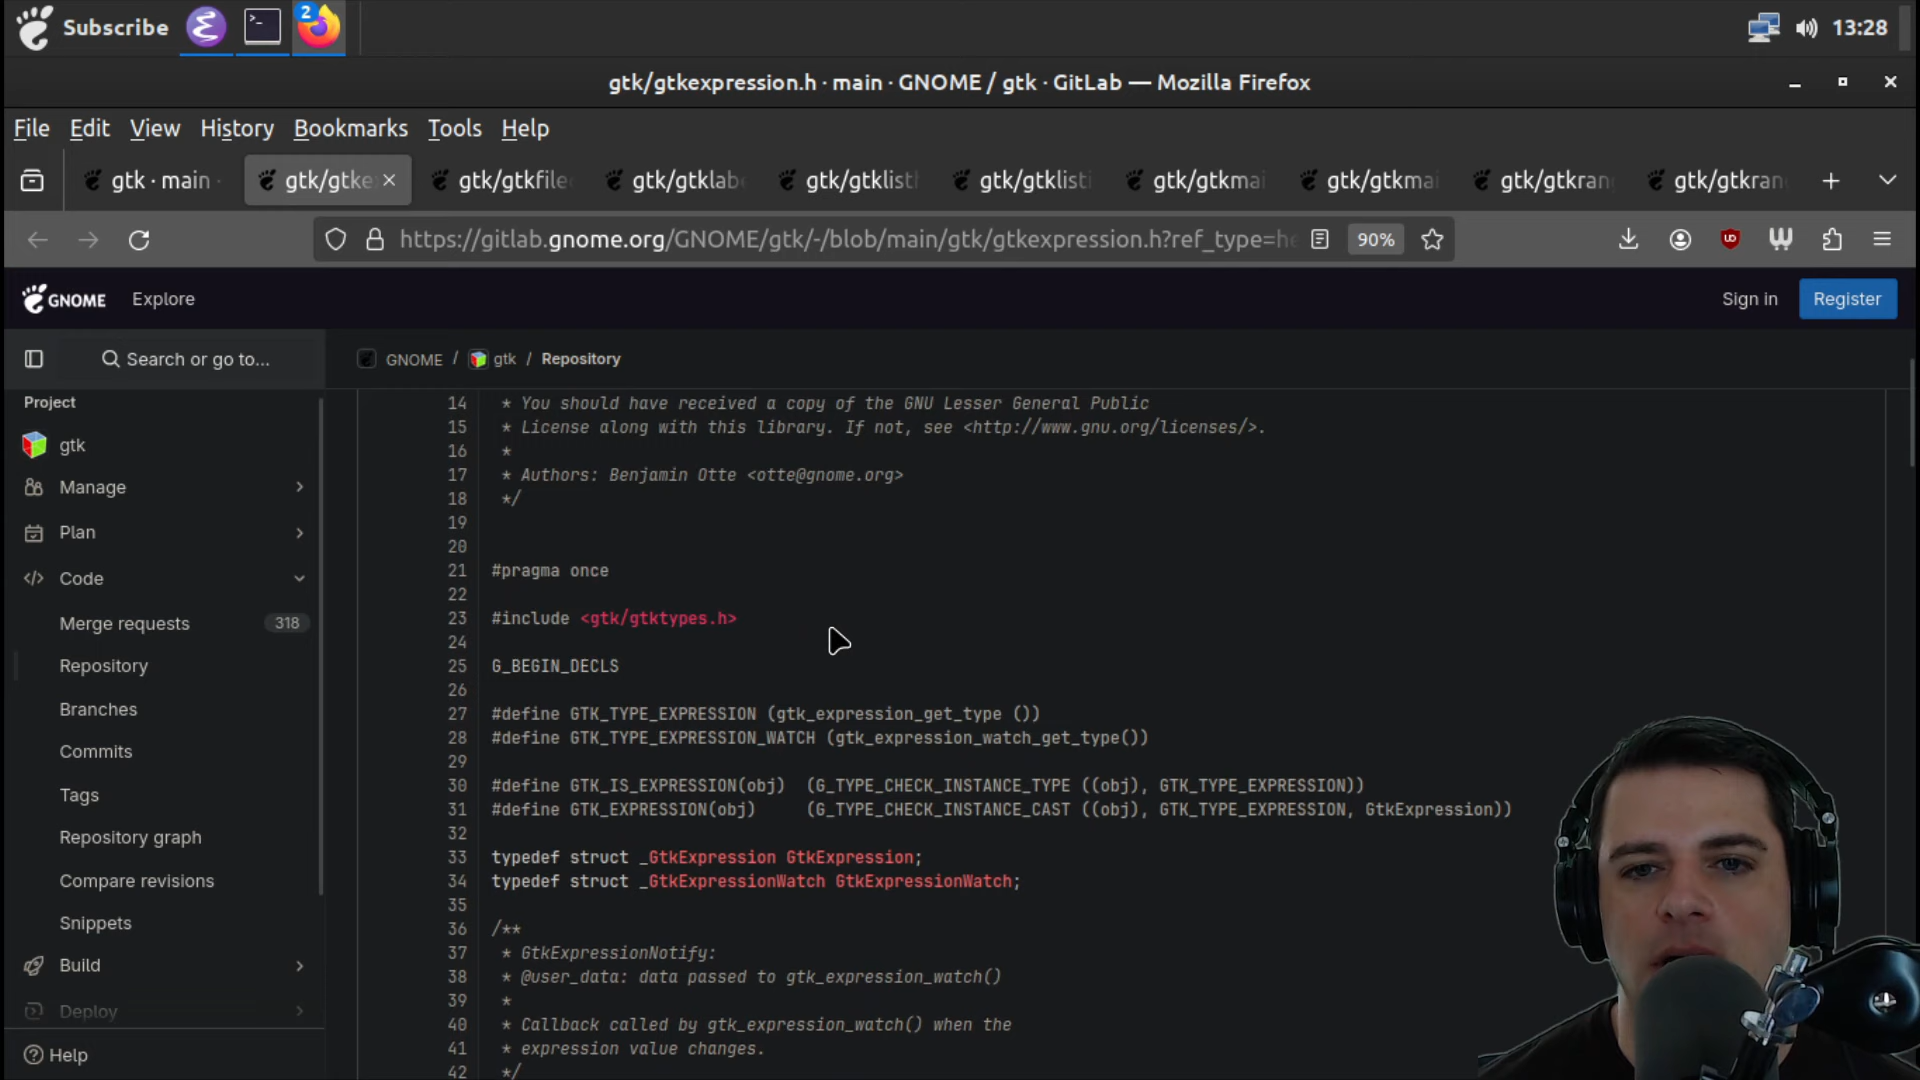 Subscribe
2
13:28
gtk/gtkexpression.h · main · GNOME / gtk · GitLab — Mozilla Firefox
File Edit View History Bookmarks Tools Help
gtk · main
gtk/gtke
gtk/gtkfile
gtk/gtklabe
gtk/gtklist
gtk/gtklisti
gtk/gtkmai
gtk/gtkmai
gtk/gtkran
gtk/gtkran
https://gitlab.gnome.org/GNOME/gtk/-/blob/main/gtk/gtkexpression.h?ref_type=he
90%
GNOME
Explore
Sign in
Register
Search or go to...
GNOME / gtk / Repository
Project
gtk
Manage
Plan
Code
Merge requests 318
Repository
Branches
Commits
Tags
Repository graph
Compare revisions
Snippets
Build
Deploy
Help
14 * You should have received a copy of the GNU Lesser General Public
15 * License along with this library. If not, see <http://www.gnu.org/licenses/>.
16 *
17 * Authors: Benjamin Otte <otte@gnome.org>
18 */
19
20
21 #pragma once
22
23 #include <gtk/gtktypes.h>
24
25 G_BEGIN_DECLS
26
27 #define GTK_TYPE_EXPRESSION (gtk_expression_get_type ())
28 #define GTK_TYPE_EXPRESSION_WATCH (gtk_expression_watch_get_type())
29
30 #define GTK_IS_EXPRESSION(obj) (G_TYPE_CHECK_INSTANCE_TYPE ((obj), GTK_TYPE_EXPRESSION))
31 #define GTK_EXPRESSION(obj) (G_TYPE_CHECK_INSTANCE_CAST ((obj), GTK_TYPE_EXPRESSION, GtkExpression))
32
33 typedef struct _GtkExpression GtkExpression;
34 typedef struct _GtkExpressionWatch GtkExpressionWatch;
35
36 /**
37 * GtkExpressionNotify:
38 * @user_data: data passed to gtk_expression_watch()
39 *
40 * Callback called by gtk_expression_watch() when the
41 * expression value changes.
42 */